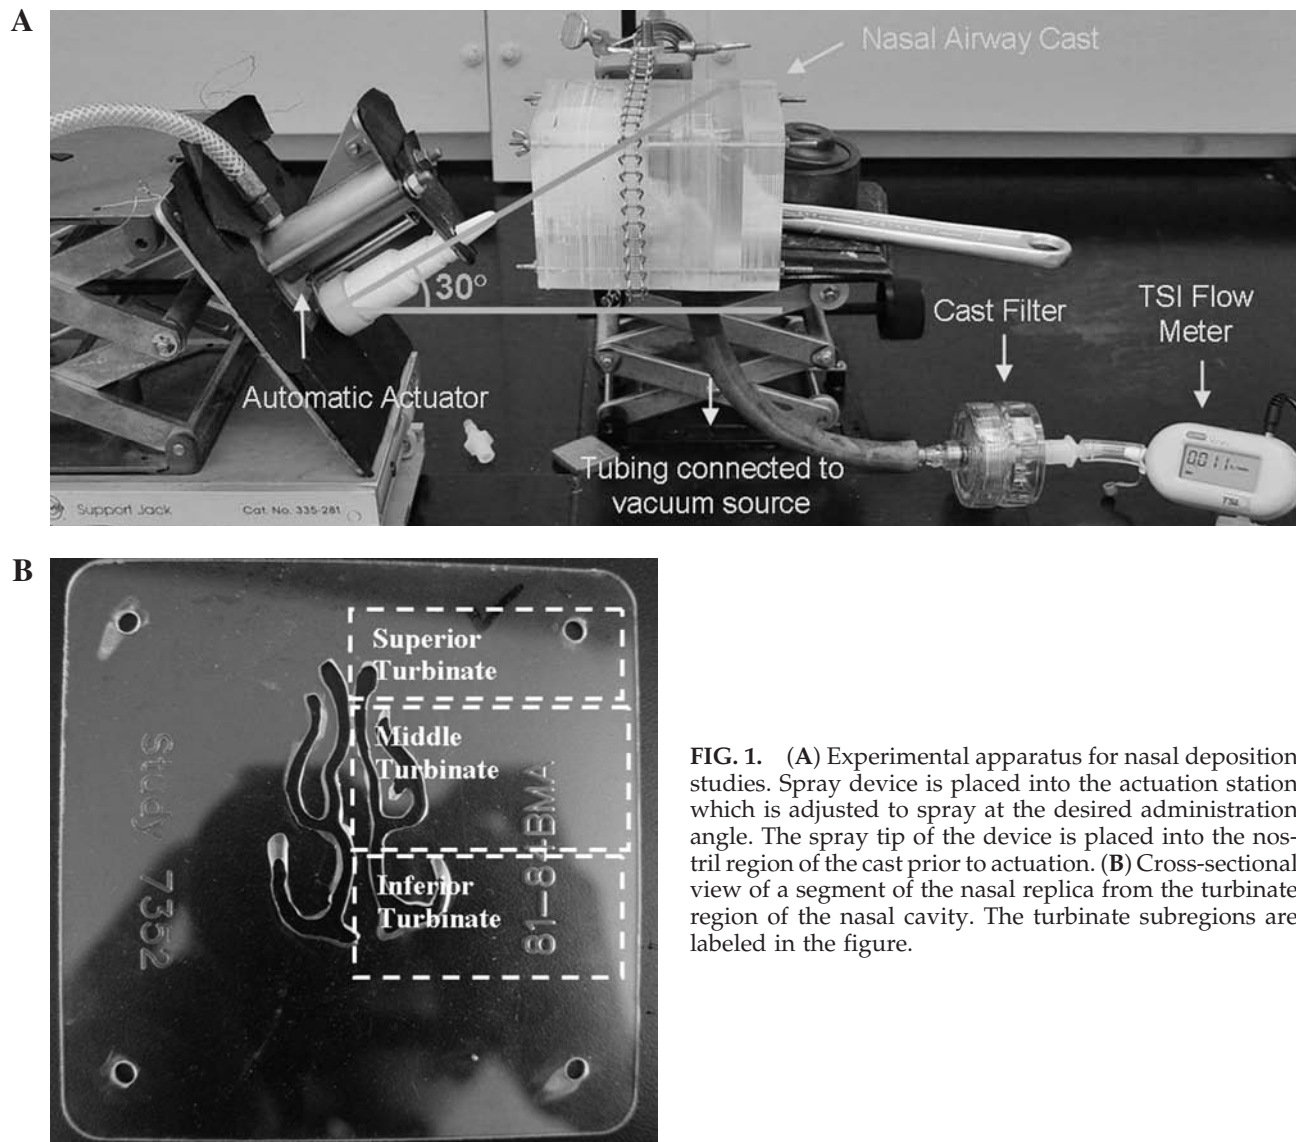 A
Nasal Airway Cast
30°
Cast Filter
TSI Flow
Meter
Automatic Actuator
0011
TSI
Tubing connected to
vacuum source
Support Jack
Cat. No. 335-281
B
Superior
Turbinate
Middle
Turbinate
Inferior
Turbinate
Study 7352
81-84BMA
FIG. 1. (A) Experimental apparatus for nasal deposition
studies. Spray device is placed into the actuation station
which is adjusted to spray at the desired administration
angle. The spray tip of the device is placed into the nos-
tril region of the cast prior to actuation. (B) Cross-sectional
view of a segment of the nasal replica from the turbinate
region of the nasal cavity. The turbinate subregions are
labeled in the figure.